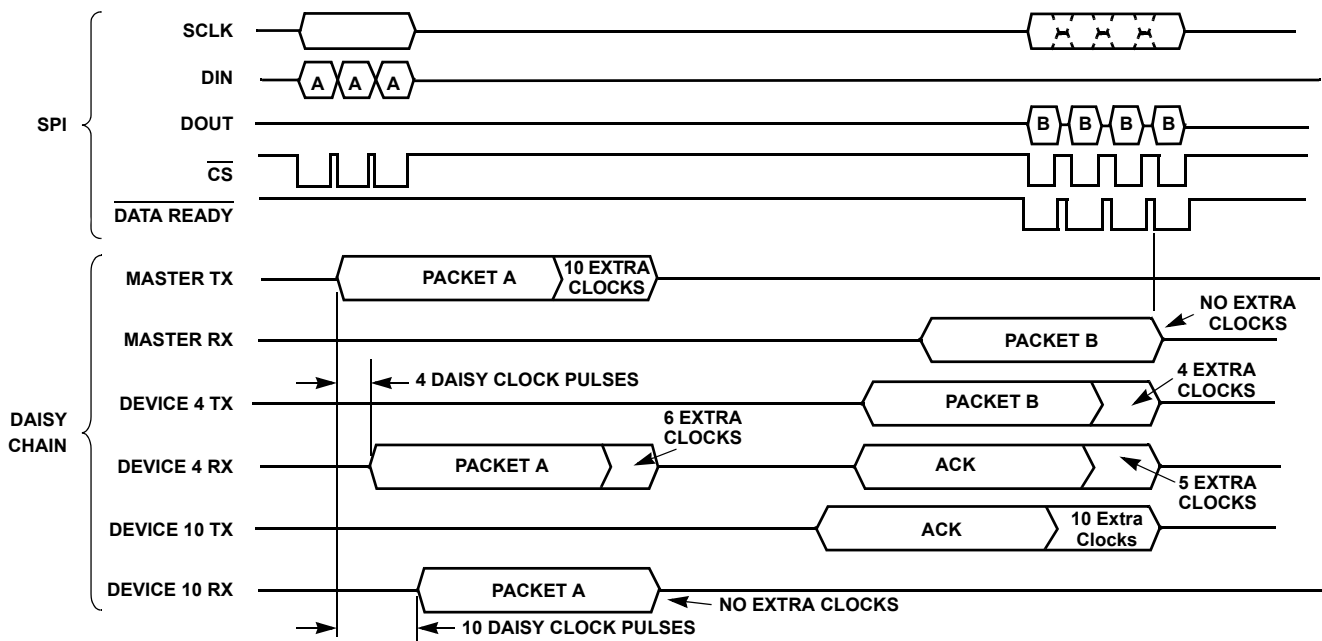 SPI
SCLK
DIN
A A A
DOUT
B B B B
CS
DATA READY
DAISY
CHAIN
MASTER TX
PACKET A
10 EXTRA
CLOCKS
MASTER RX
PACKET B
NO EXTRA
CLOCKS
4 DAISY CLOCK PULSES
DEVICE 4 TX
PACKET B
4 EXTRA
CLOCKS
6 EXTRA
CLOCKS
DEVICE 4 RX
PACKET A
ACK
5 EXTRA
CLOCKS
DEVICE 10 TX
ACK
10 Extra
Clocks
DEVICE 10 RX
PACKET A
NO EXTRA CLOCKS
10 DAISY CLOCK PULSES